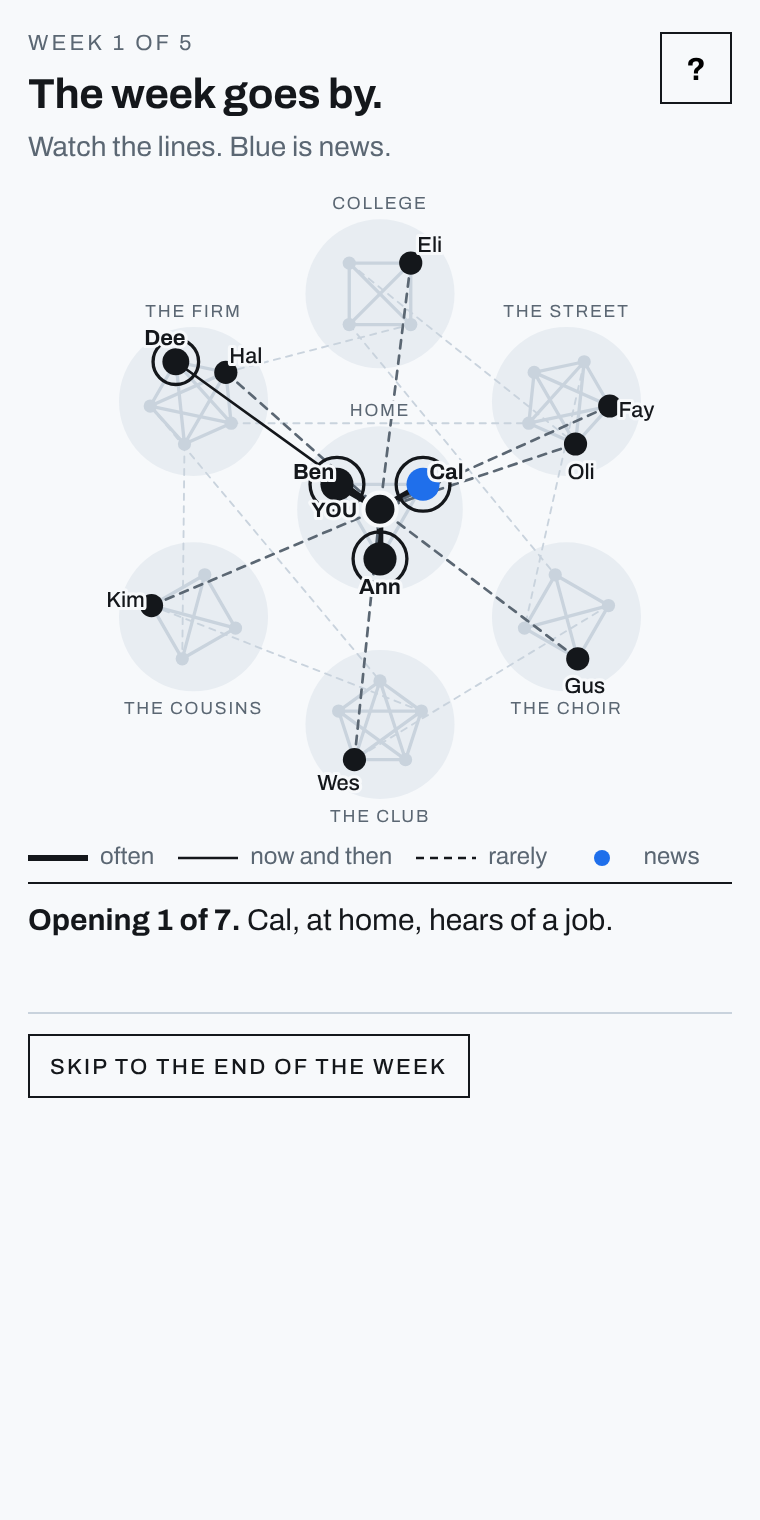 WEEK 1 OF 5
?
The week goes by.
Watch the lines. Blue is news.
COLLEGE
Eli
THE FIRM
THE STREET
Dee
Hal
HOME
Fay
Ben
Cal
Oli
YOU
Ann
Kim
Gus
THE COUSINS
THE CHOIR
Wes
THE CLUB
often
now and then
rarely
news
Opening 1 of 7. Cal, at home, hears of a job.
SKIP TO THE END OF THE WEEK